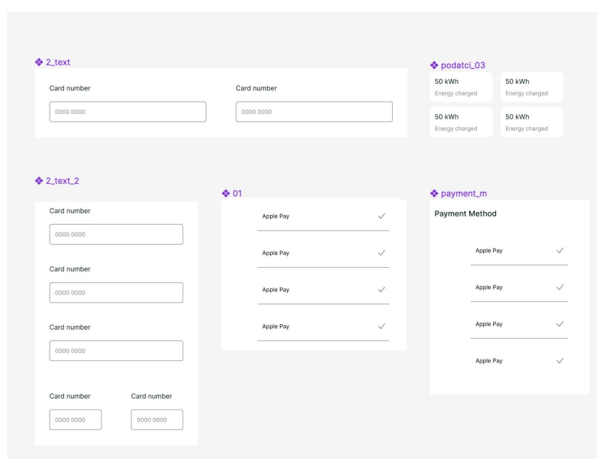 2_text
Card number
Card number
0000 0000
0000 0000
podatci_03
50 kWh
50 kWh
Energy charged
Energy charged
50 kWh
50 kWh
Energy charged
Energy charged
2_text_2
Card number
0000 0000
Card number
0000 0000
Card number
0000 0000
Card number
Card number
0000 0000
0000 0000
01
Apple Pay
Apple Pay
Apple Pay
Apple Pay
payment_m
Payment Method
Apple Pay
Apple Pay
Apple Pay
Apple Pay